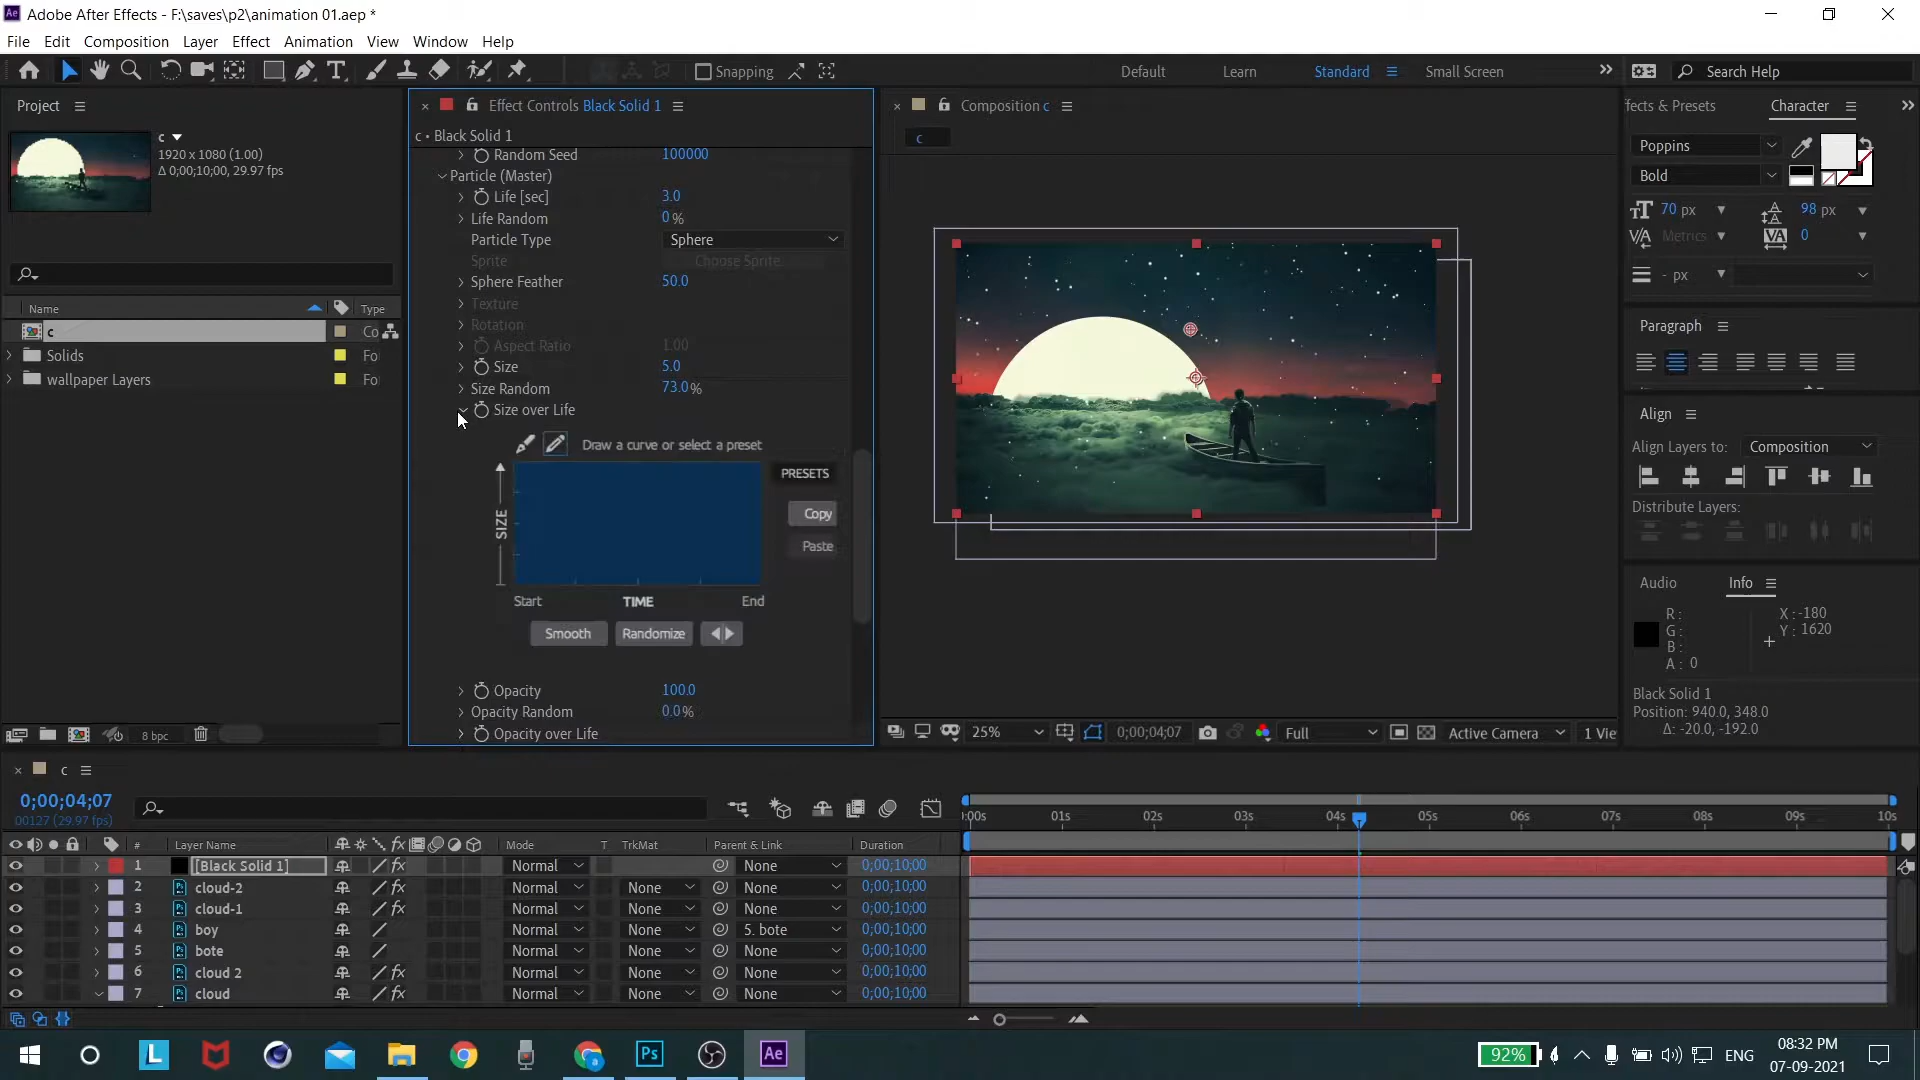 Adobe After Effects - F:\saves\p2\animation 01.aep *
File Edit Composition Layer Effect Animation View Window Help
Snapping
Default Learn Standard Small Screen
Search Help
Project
c
1920 x 1080 (1.00)
Δ 0;00;10;00, 29.97 fps
Name Type
c Co
Solids Fo
wallpaper Layers Fo
8 bpc
Effect Controls Black Solid 1
c • Black Solid 1
Random Seed 100000
Particle (Master)
Life [sec] 3.0
Life Random 0%
Particle Type Sphere
Sprite Choose Sprite
Sphere Feather 50.0
Texture
Rotation
Aspect Ratio 1.00
Size 5.0
Size Random 73.0%
Size over Life
Draw a curve or select a preset
PRESETS
Copy
Paste
SIZE
Start TIME End
Smooth Randomize
Opacity 100.0
Opacity Random 0.0%
Opacity over Life
Composition c
c
25% 0;00;04;07 Full Active Camera 1 Vie
ffects & Presets Character
Poppins
Bold
70 px 98 px
Metrics 0
- px
Paragraph
Align
Align Layers to: Composition
Distribute Layers:
Audio Info
R : X : -180
G : Y : 1620
B :
A : 0
Black Solid 1
Position: 940.0, 348.0
Δ: -20.0, -192.0
c
0;00;04;07
00127 (29.97 fps)
# Layer Name Mode T TrkMat Parent & Link Duration
:00s 01s 02s 03s 04s 05s 06s 07s 08s 09s 10s
1 [Black Solid 1] Normal None 0;00;10;00
2 cloud-2 Normal None None 0;00;10;00
3 cloud-1 Normal None None 0;00;10;00
4 boy Normal None 5. bote 0;00;10;00
5 bote Normal None None 0;00;10;00
6 cloud 2 Normal None None 0;00;10;00
7 cloud Normal None None 0;00;10;00
L Ps Ae
92% ENG
08:32 PM
07-09-2021